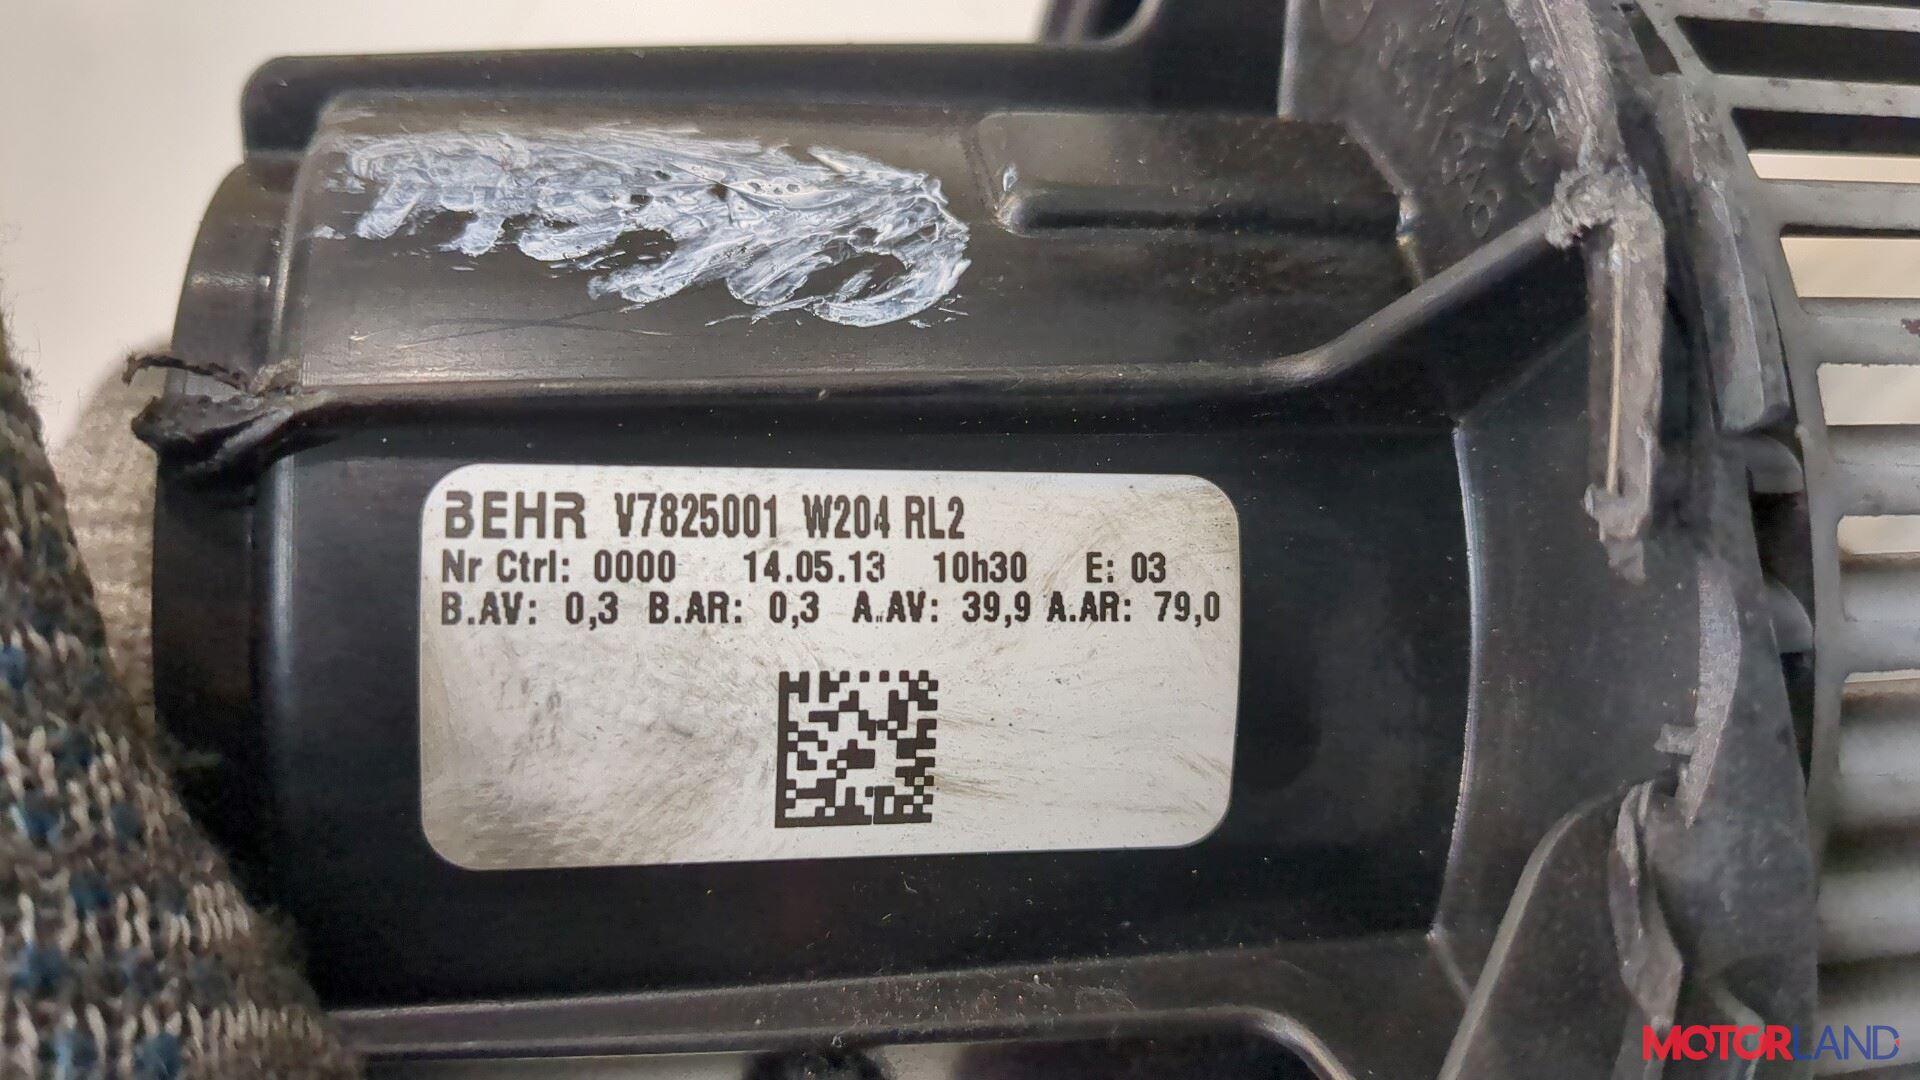 BEHR V7825001 W204 RL2
Nr Ctrl: 0000 14.05.13 10h30 E: 03
B.AV: 0,3 B.AR: 0,3 A.AV: 39,9 A.AR: 79,0
MOTORLAND